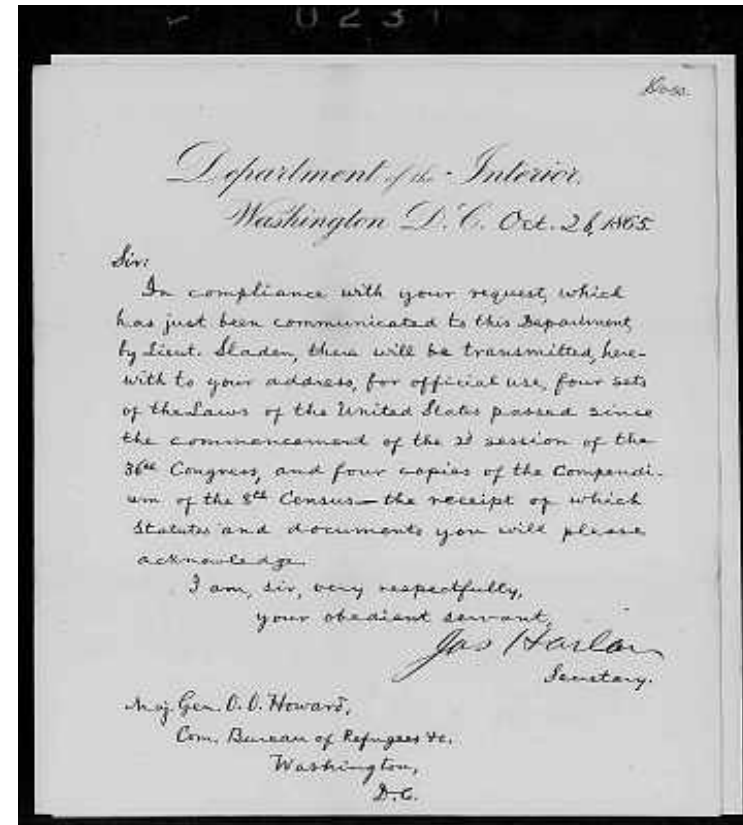 023
Docs.
Department of the Interior,
Washington D.C. Oct. 26, 1865.
Sir:
In compliance with your request, which
has just been communicated to this Department,
by Lieut. Sladen, there will be transmitted, here-
with to your address, for official use, four sets
of the Laws of the United States passed since
the commencement of the 2d session of the
36th Congress, and four copies of the Compendi-
um of the 8th Census—the receipt of which
Statutes and documents you will please
acknowledge.
I am, sir, very respectfully,
your obedient servant,
Jas Harlan
Secretary.
Maj. Gen. O. O. Howard,
Com. Bureau of Refugees &c.
Washington,
D.C.